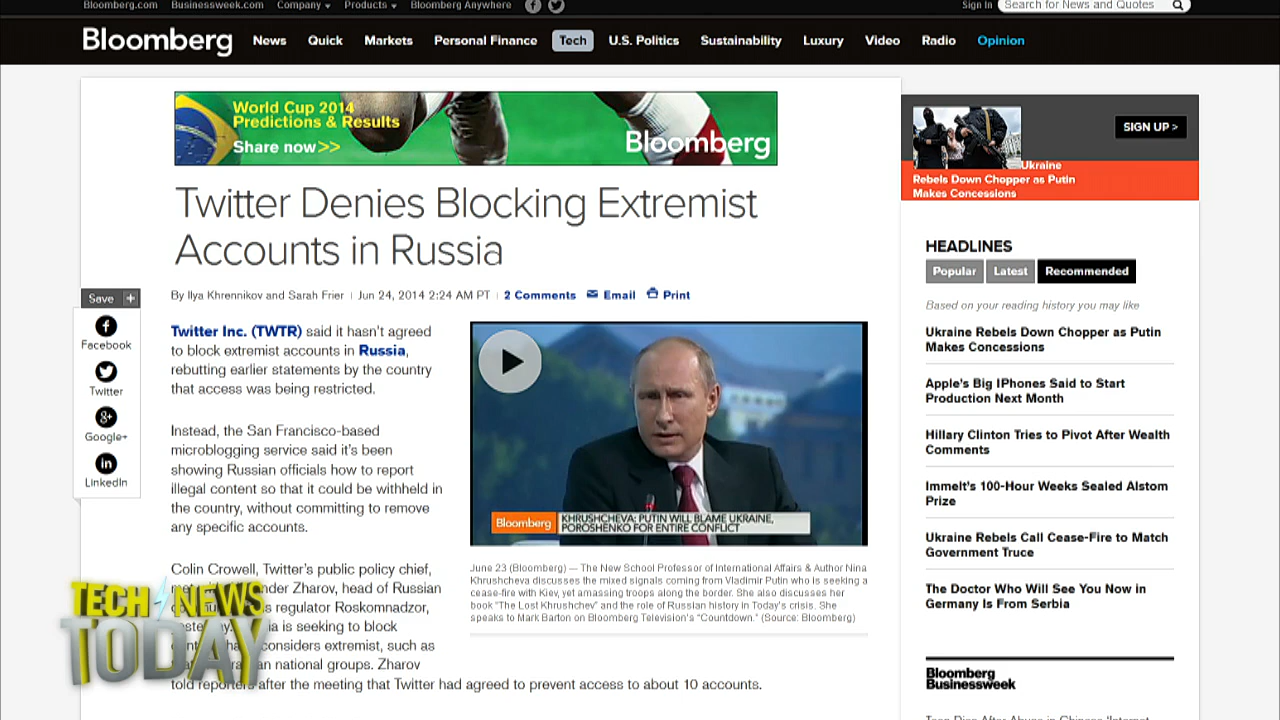 Bloomberg.com Businessweek.com Company Products Bloomberg Anywhere Sign In Search for News and Quotes
Bloomberg News Quick Markets Personal Finance Tech U.S. Politics Sustainability Luxury Video Radio Opinion
World Cup 2014
Predictions & Results
Share now>>
Bloomberg
Twitter Denies Blocking Extremist
Accounts in Russia
By Ilya Khrennikov and Sarah Frier | Jun 24, 2014 2:24 AM PT | 2 Comments Email Print
Save +
Facebook
Twitter
Google+
LinkedIn
Twitter Inc. (TWTR) said it hasn't agreed
to block extremist accounts in Russia,
rebutting earlier statements by the country
that access was being restricted.
Instead, the San Francisco-based
microblogging service said it's been
showing Russian officials how to report
illegal content so that it could be withheld in
the country, without committing to remove
any specific accounts.
Colin Crowell, Twitter's public policy chief,
head of Russian
regulator Roskomnadzor,
is seeking to block
considers extremist, such as
national groups. Zharov
told reporters after the meeting that Twitter had agreed to prevent access to about 10 accounts.
Bloomberg
KHRUSHCHEVA: PUTIN WILL BLAME UKRAINE,
POROSHENKO FOR ENTIRE CONFLICT
June 23 (Bloomberg) — The New School Professor of International Affairs & Author Nina
Khrushcheva discusses the mixed signals coming from Vladimir Putin who is seeking a
cease-fire with Kiev, yet amassing troops along the border. She also discusses her
book "The Lost Khrushchev" and the role of Russian history in Today's crisis. She
speaks to Mark Barton on Bloomberg Television's "Countdown." (Source: Bloomberg)
TECH NEWS
TODAY
SIGN UP >
Ukraine
Rebels Down Chopper as Putin
Makes Concessions
HEADLINES
Popular Latest Recommended
Based on your reading history you may like
Ukraine Rebels Down Chopper as Putin
Makes Concessions
Apple's Big IPhones Said to Start
Production Next Month
Hillary Clinton Tries to Pivot After Wealth
Comments
Immelt's 100-Hour Weeks Sealed Alstom
Prize
Ukraine Rebels Call Cease-Fire to Match
Government Truce
The Doctor Who Will See You Now in
Germany Is From Serbia
Bloomberg
Businessweek